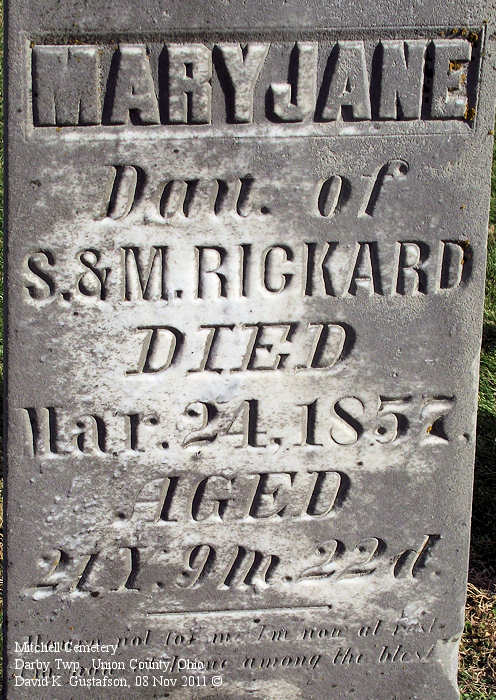 MARY JANE
Dau. of
S. & M. RICKARD
DIED
Mar. 24, 1857.
AGED
21 Y. 9 m. 22 d.
not for me I'm now at rest
among the blest
Mitchell Cemetery
Darby Twp., Union County, Ohio
David K. Gustafson, 08 Nov 2011 ©